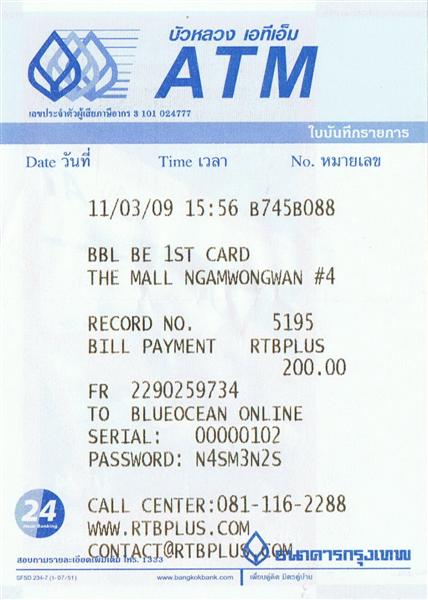 บัวหลวง เอทีเอ็ม
ATM
เลขประจำตัวผู้เสียภาษีอากร 3 101 024777
ใบบันทึกรายการ
Date วันที่ Time เวลา No. หมายเลข
11/03/09 15:56 B745B088
BBL BE 1ST CARD
THE MALL NGAMWONGWAN #4
RECORD NO. 5195
BILL PAYMENT RTBPLUS
200.00
FR 2290259734
TO BLUEOCEAN ONLINE
SERIAL: 00000102
PASSWORD: N4SM3N2S
24
CALL CENTER:081-116-2288
WWW.RTBPLUS.COM
CONTACT@RTBPLUS.COM
ธนาคารกรุงเทพ
สอบถามรายละเอียดเพิ่มเติม โทร. 1333
SFSD 234-7 (1-07/51) www.bangkokbank.com เพื่อนคู่คิด มิตรคู่บ้าน